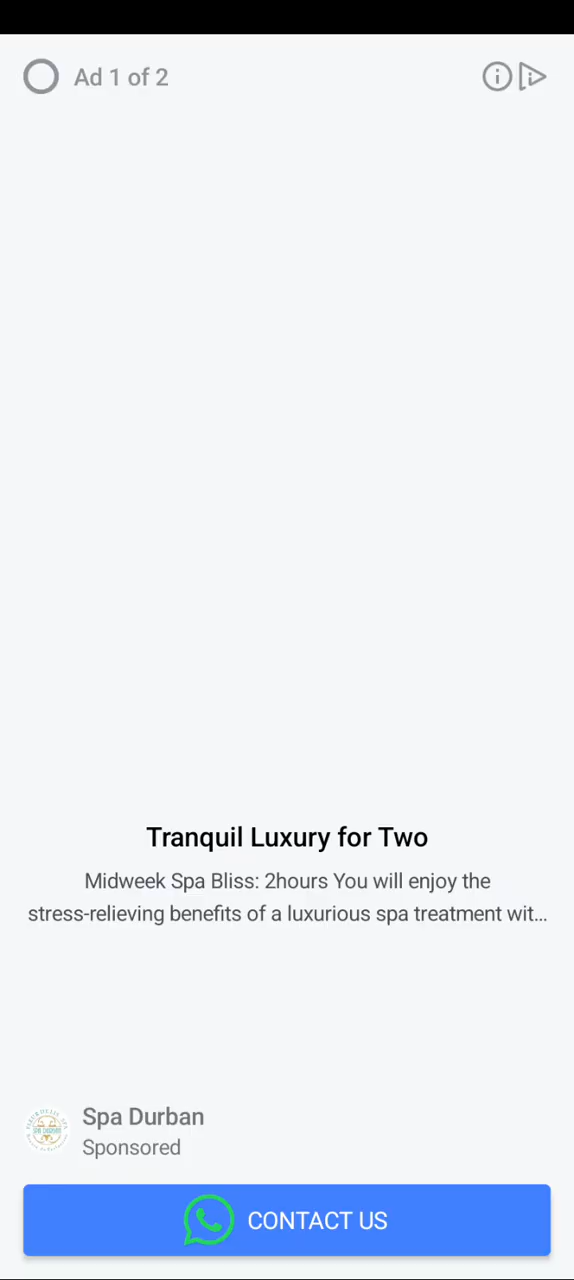 Ad 1 of 2
Tranquil Luxury for Two
Midweek Spa Bliss: 2hours You will enjoy the
stress-relieving benefits of a luxurious spa treatment wit...
Spa Durban
Sponsored
CONTACT US